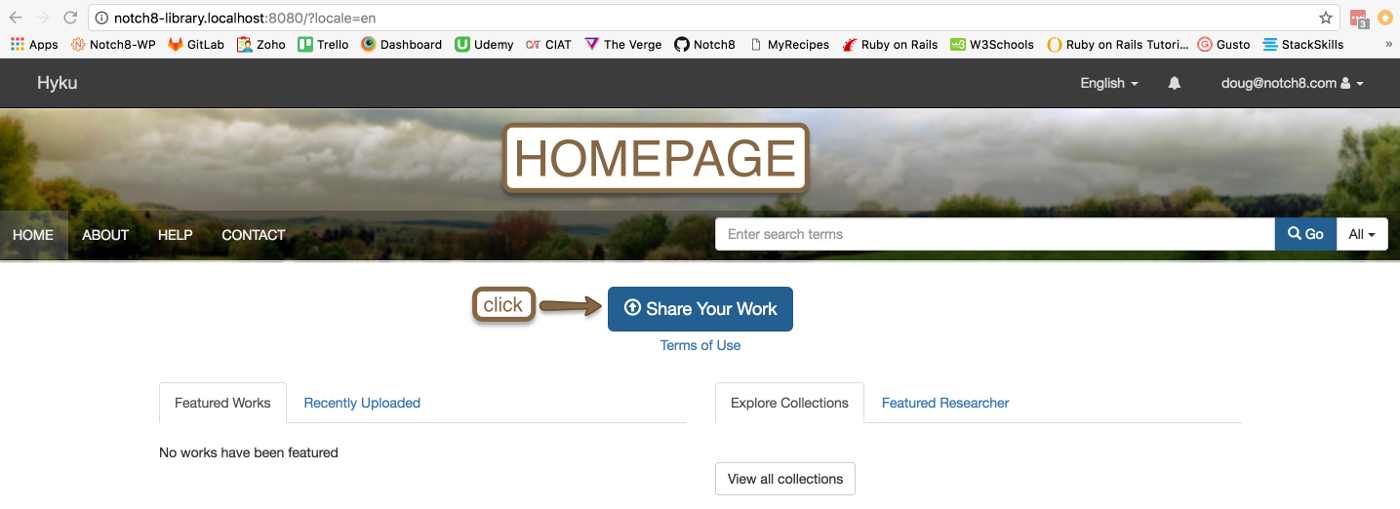 notch8-library.localhost:8080/?locale=en
3
Apps Notch8-WP GitLab Zoho Trello Dashboard Udemy CIAT The Verge Notch8 MyRecipes Ruby on Rails W3Schools Ruby on Rails Tutori... Gusto StackSkills »
Hyku English doug@notch8.com
HOMEPAGE
HOME ABOUT HELP CONTACT Enter search terms Go All
click Share Your Work
Terms of Use
Featured Works Recently Uploaded Explore Collections Featured Researcher
No works have been featured
View all collections